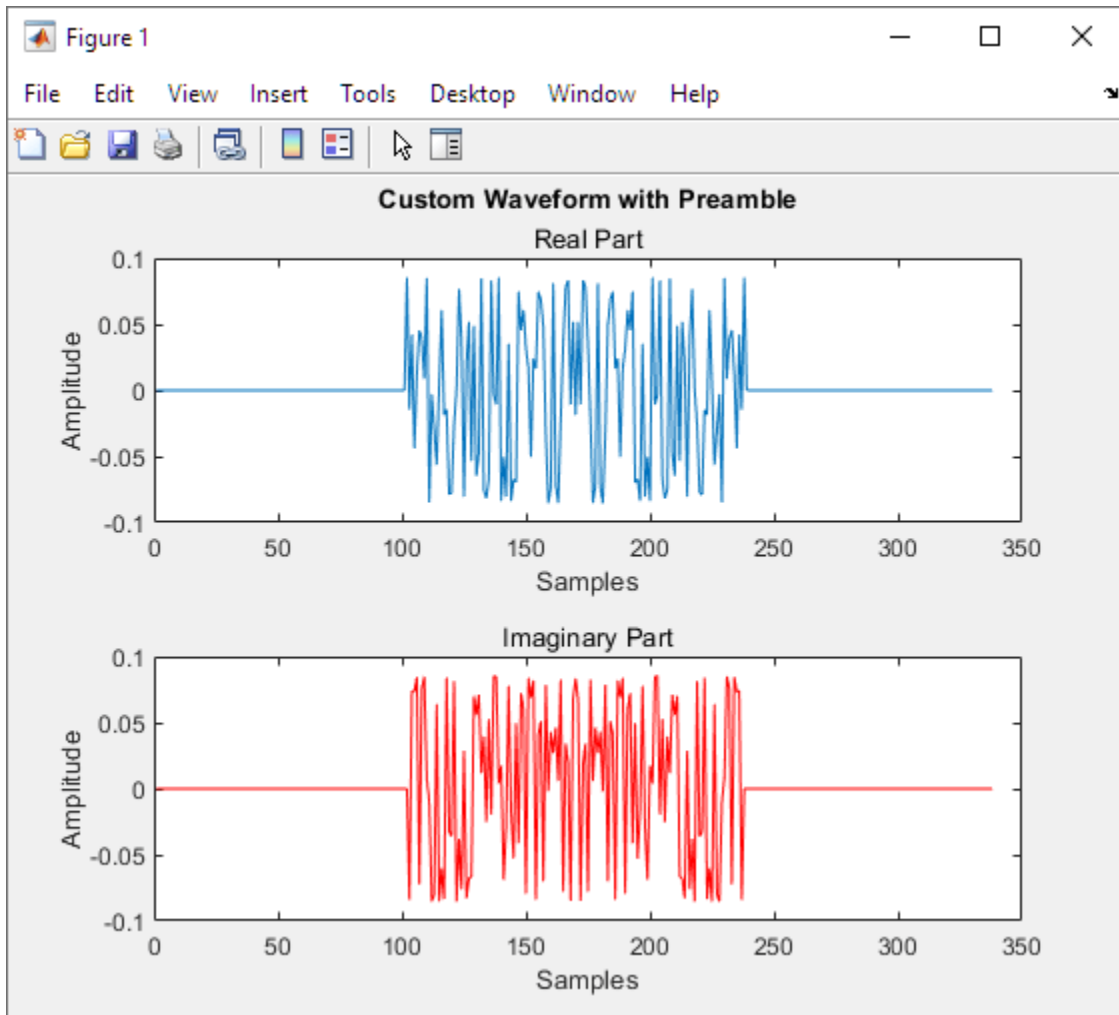 Figure 1
File Edit View Insert Tools Desktop Window Help
Custom Waveform with Preamble
Real Part
0.1
0.05
0
-0.05
-0.1
Amplitude
0 50 100 150 200 250 300 350
Samples
Imaginary Part
0.1
0.05
0
-0.05
-0.1
Amplitude
0 50 100 150 200 250 300 350
Samples